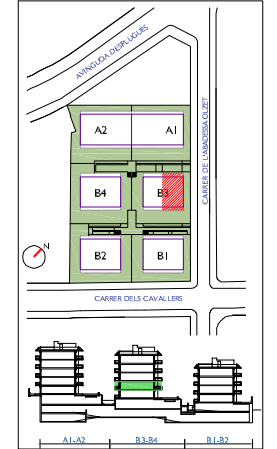 AVINGUDA D'ESPLUGUES
CARRER DE L'ABADESSA OLZET
A2
A1
B4
B3
B2
B1
N
CARRER DELS CAVALLERS
A1-A2
B3-B4
B1-B2